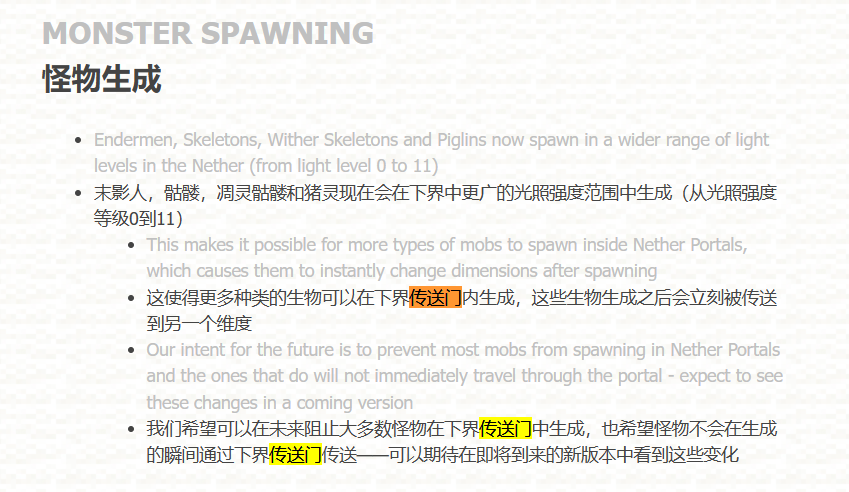 MONSTER SPAWNING
怪物生成
Endermen, Skeletons, Wither Skeletons and Piglins now spawn in a wider range of light
levels in the Nether (from light level 0 to 11)
末影人，骷髅，凋灵骷髅和猪灵现在会在下界中更广的光照强度范围中生成（从光照强度
等级0到11）
This makes it possible for more types of mobs to spawn inside Nether Portals,
which causes them to instantly change dimensions after spawning
这使得更多种类的生物可以在下界传送门内生成，这些生物生成之后会立刻被传送
到另一个维度
Our intent for the future is to prevent most mobs from spawning in Nether Portals
and the ones that do will not immediately travel through the portal - expect to see
these changes in a coming version
我们希望可以在未来阻止大多数怪物在下界传送门中生成，也希望怪物不会在生成
的瞬间通过下界传送门传送——可以期待在即将到来的新版本中看到这些变化